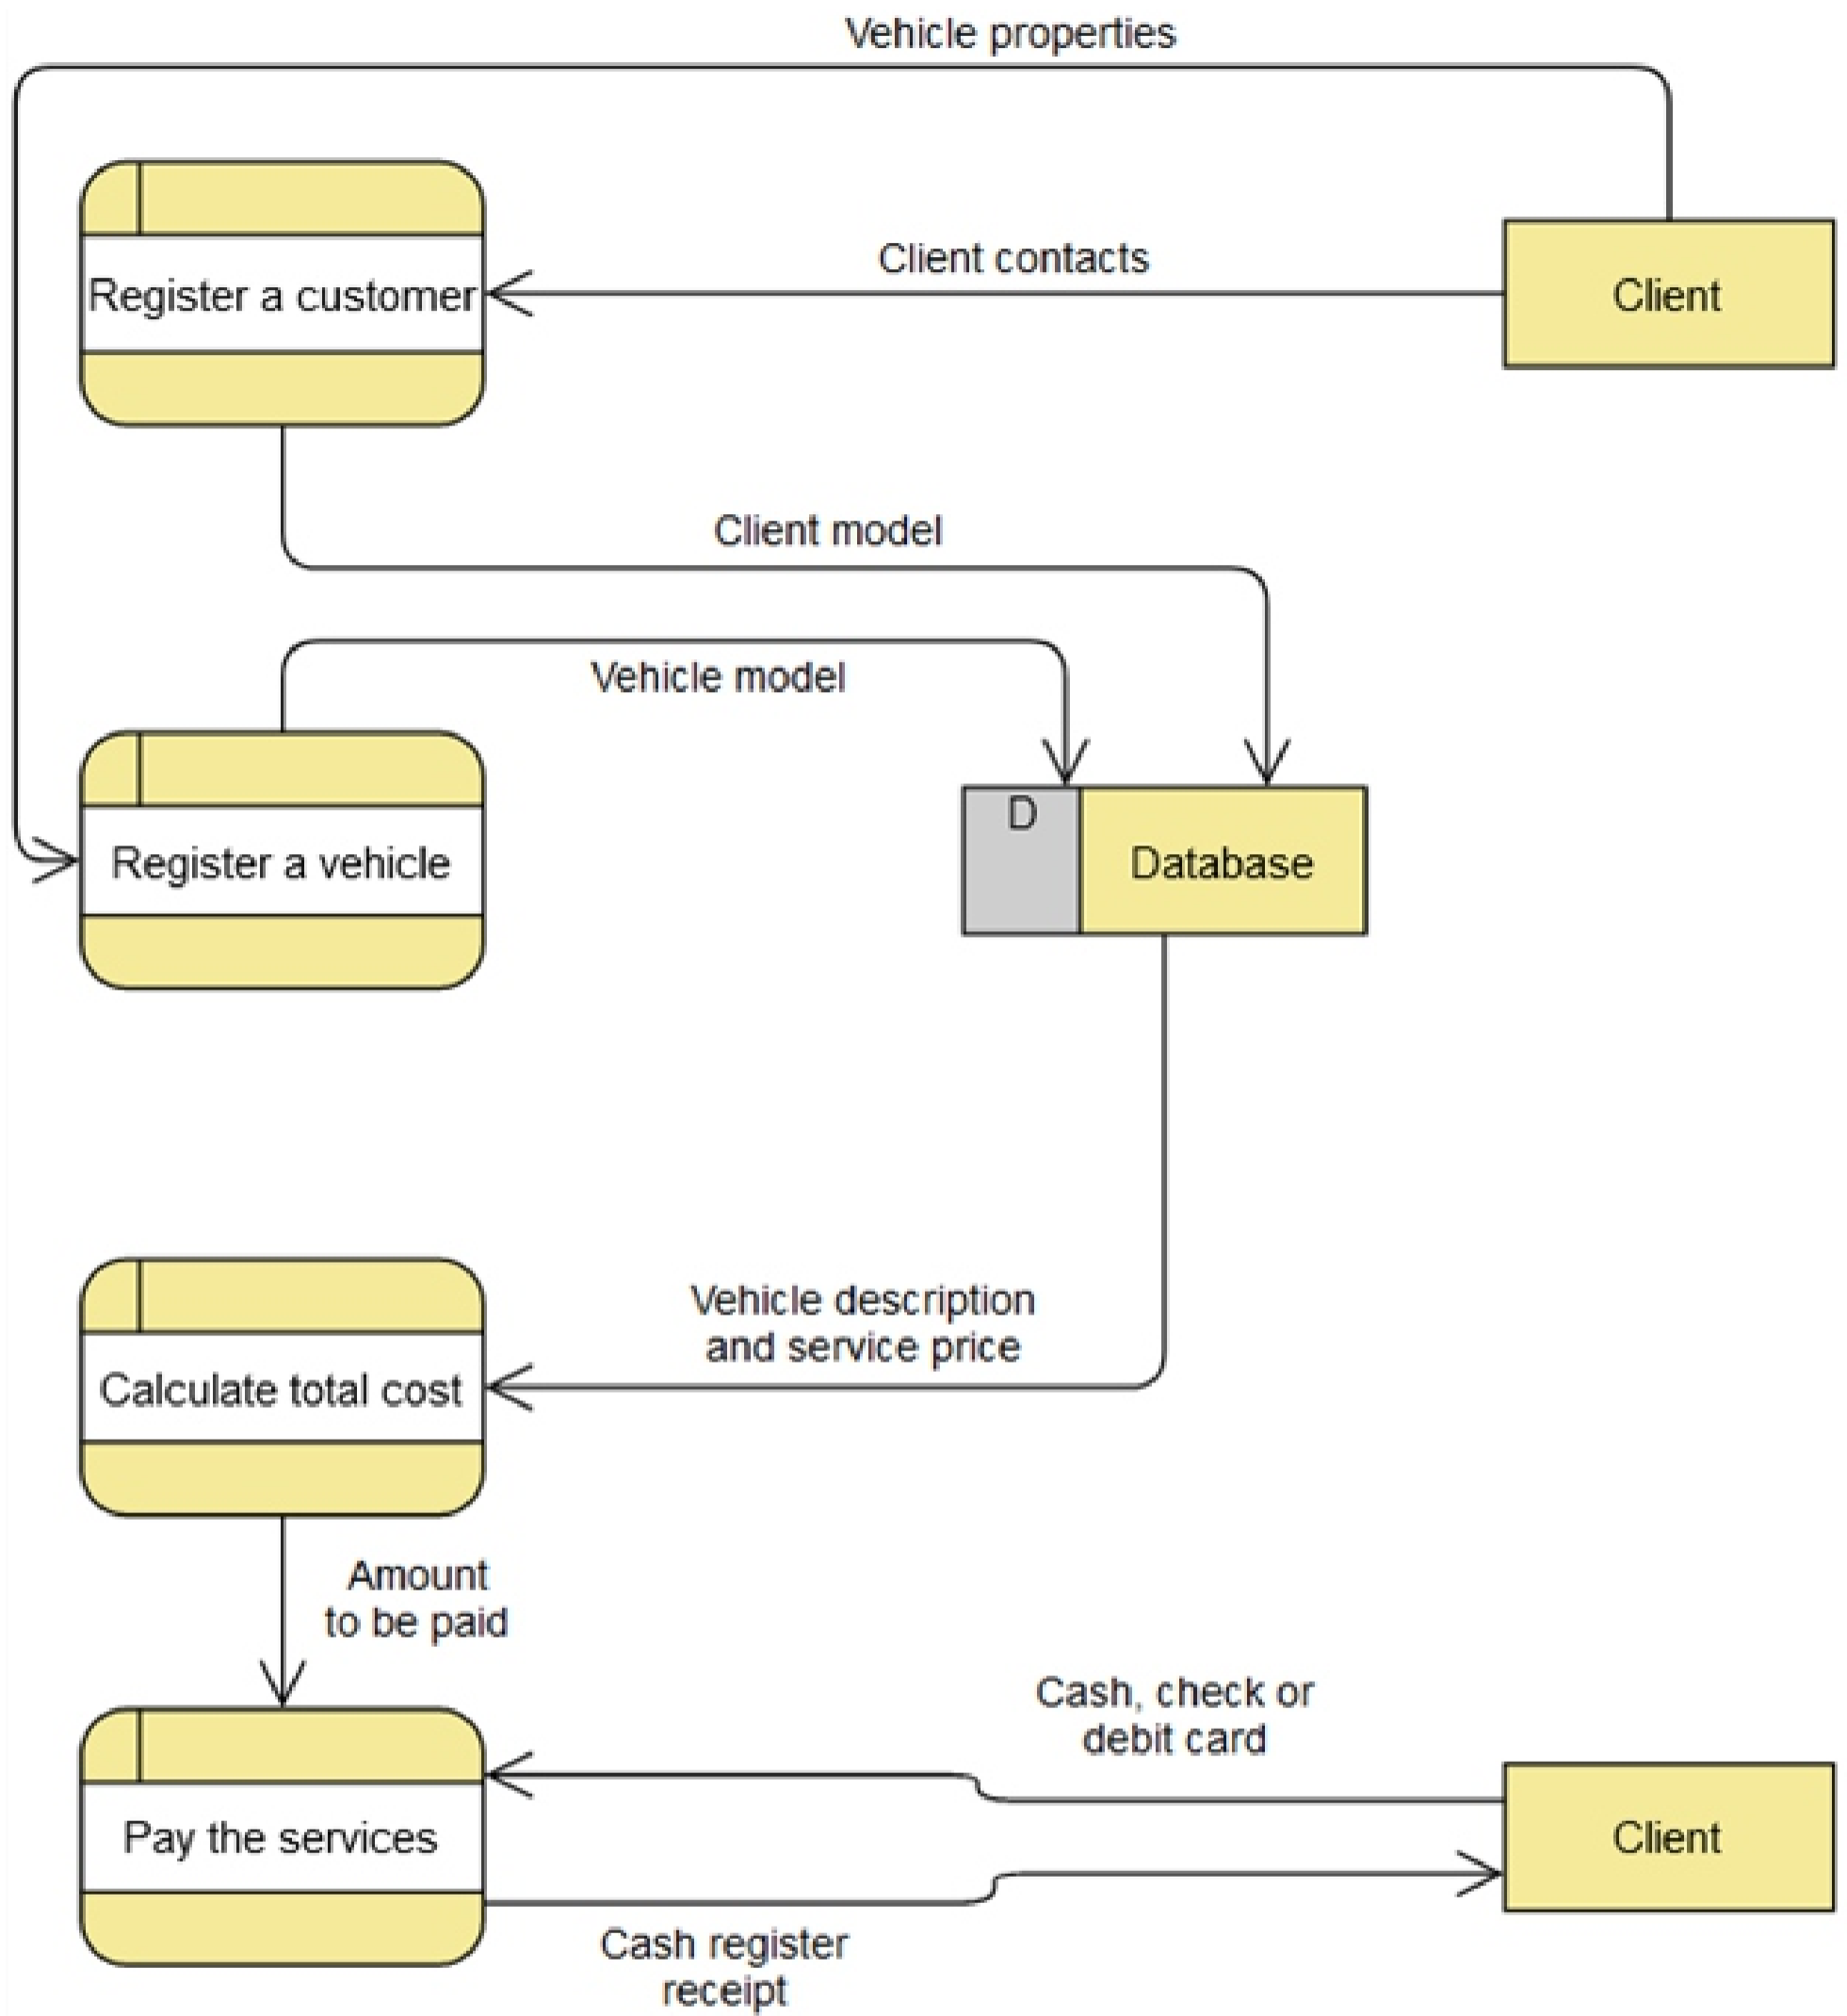 Vehicle properties
Client contacts
Register a customer
Client
Client model
Vehicle model
D
Register a vehicle
Database
Vehicle description
and service price
Calculate total cost
Amount
to be paid
Cash, check or
debit card
Pay the services
Client
Cash register
receipt